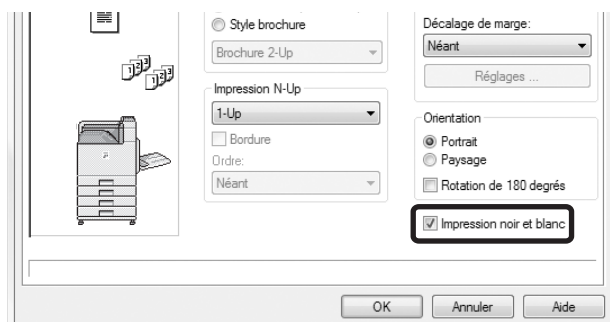 Style brochure
Brochure 2-Up
Impression N-Up
1-Up
Bordure
Ordre:
Néant
Décalage de marge:
Néant
Réglages ...
Orientation
Portrait
Paysage
Rotation de 180 degrés
Impression noir et blanc
OK
Annuler
Aide